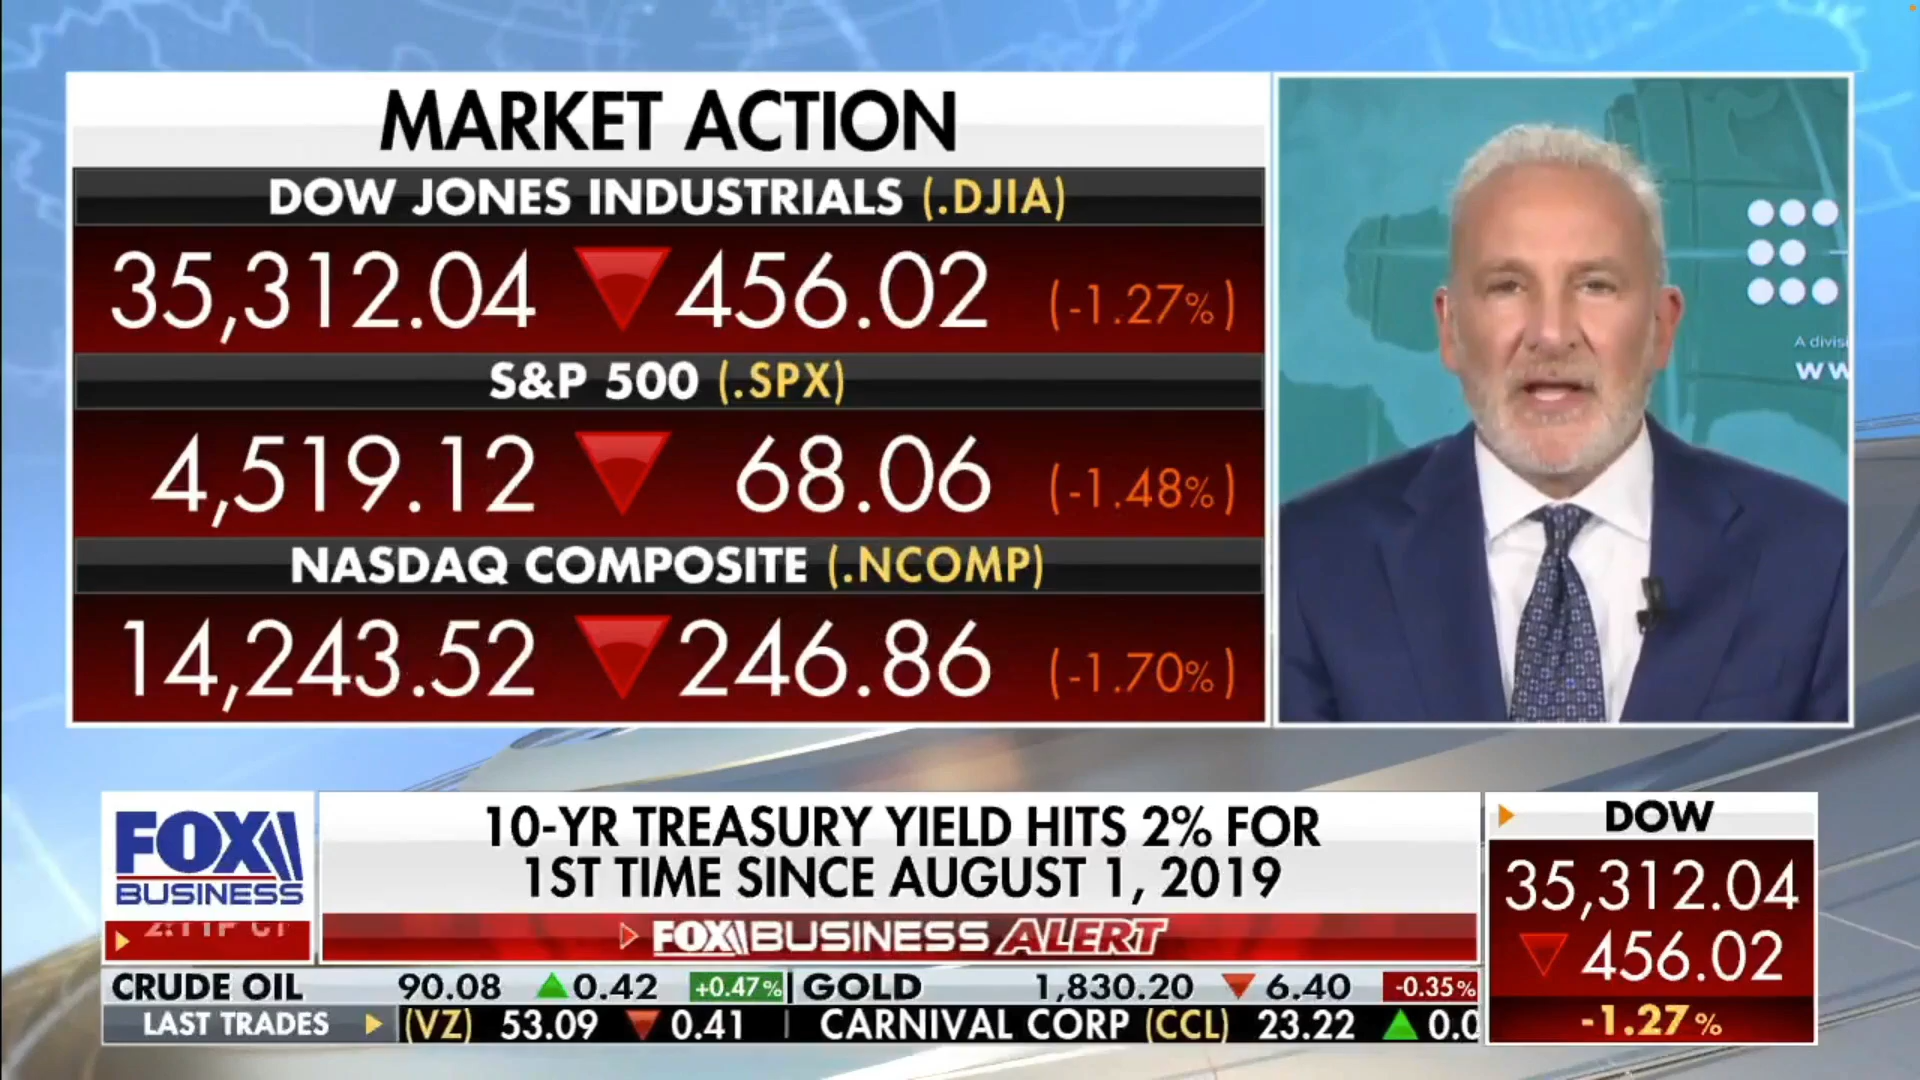 MARKET ACTION
DOW JONES INDUSTRIALS (.DJIA)
35,312.04 ▼ 456.02 (-1.27%)
S&P 500 (.SPX)
4,519.12 ▼ 68.06 (-1.48%)
NASDAQ COMPOSITE (.NCOMP)
14,243.52 ▼ 246.86 (-1.70%)
A divisi
WW
FOX
BUSINESS
10-YR TREASURY YIELD HITS 2% FOR
1ST TIME SINCE AUGUST 1, 2019
FOX BUSINESS ALERT
DOW
35,312.04
▼ 456.02
-1.27%
CRUDE OIL 90.08 ▲ 0.42 +0.47% GOLD 1,830.20 ▼ 6.40 -0.35%
LAST TRADES (VZ) 53.09 ▼ 0.41 CARNIVAL CORP (CCL) 23.22 ▲ 0.0